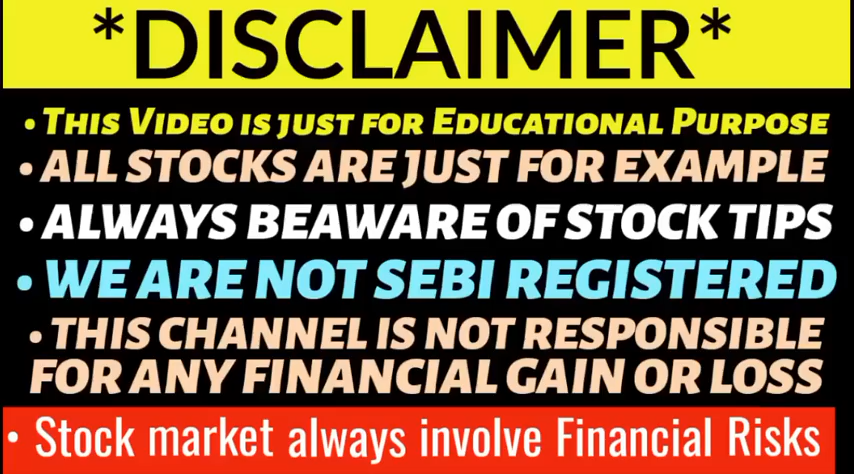 *DISCLAIMER*
• THIS VIDEO IS JUST FOR EDUCATIONAL PURPOSE
• ALL STOCKS ARE JUST FOR EXAMPLE
• ALWAYS BEAWARE OF STOCK TIPS
• WE ARE NOT SEBI REGISTERED
• THIS CHANNEL IS NOT RESPONSIBLE
FOR ANY FINANCIAL GAIN OR LOSS
• Stock market always involve Financial Risks